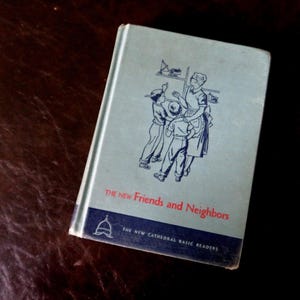 THE NEW Friends and Neighbors
THE NEW CATHEDRAL BASIC READERS